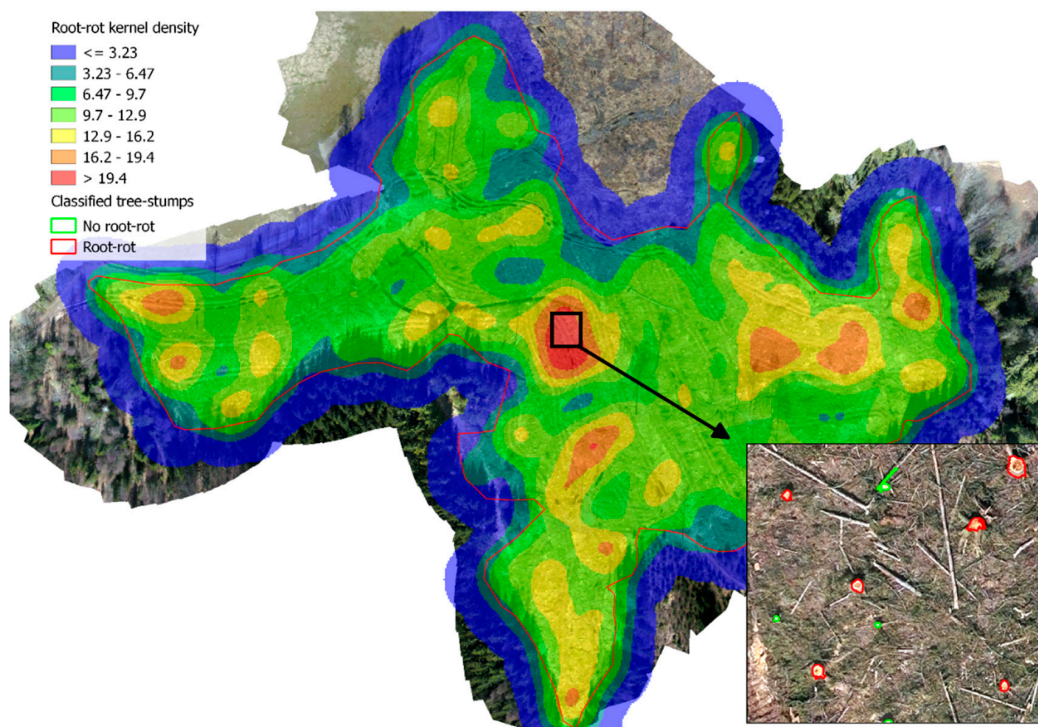 Root-rot kernel density
<= 3.23
3.23 - 6.47
6.47 - 9.7
9.7 - 12.9
12.9 - 16.2
16.2 - 19.4
> 19.4
Classified tree-stumps
No root-rot
Root-rot